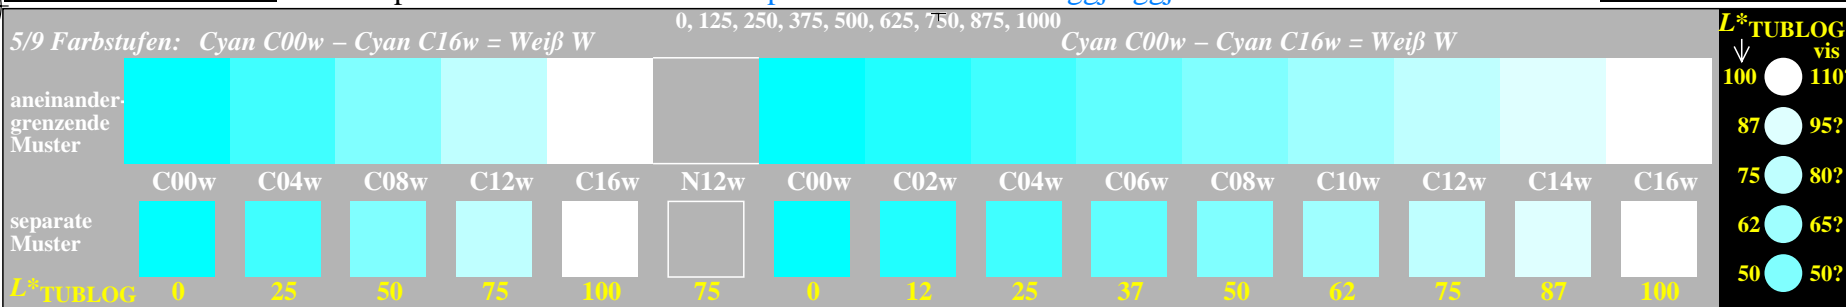 0, 125, 250, 375, 500, 625, 750, 875, 1000
5/9 Farbstufen: Cyan C00w – Cyan C16w = Weiß W
Cyan C00w – Cyan C16w = Weiß W
aneinander-
grenzende
Muster
C00w C04w C08w C12w C16w N12w C00w C02w C04w C06w C08w C10w C12w C14w C16w
separate
Muster
L*TUBLOG 0 25 50 75 100 75 0 12 25 37 50 62 75 87 100
L*TUBLOG
vis
100 110?
87 95?
75 80?
62 65?
50 50?